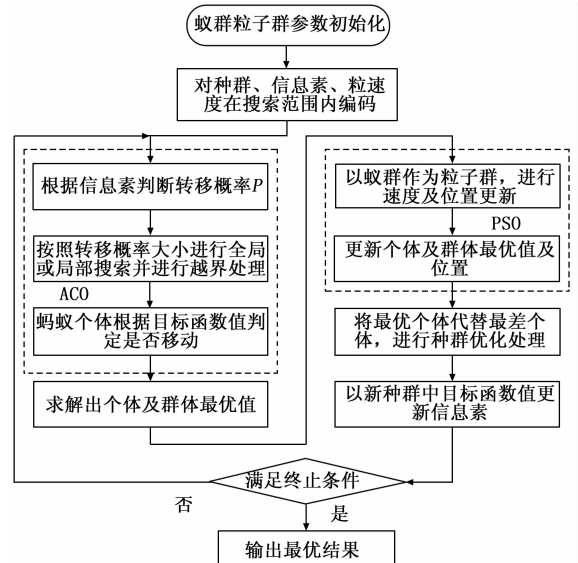 蚁群粒子群参数初始化
对种群、信息素、粒速
度在搜索范围内编码
根据信息素判断转移概率P
按照转移概率大小进行全局
或局部搜索并进行越界处理
ACO
蚂蚁个体根据目标函数值判
定是否移动
求解出个体及群体最优值
以蚁群作为粒子群，进行
速度及位置更新
PSO
更新个体及群体最优值及
位置
将最优个体代替最差个
体，进行种群优化处理
以新种群中目标函数值更
新信息素
满足终止条件
否
是
输出最优结果